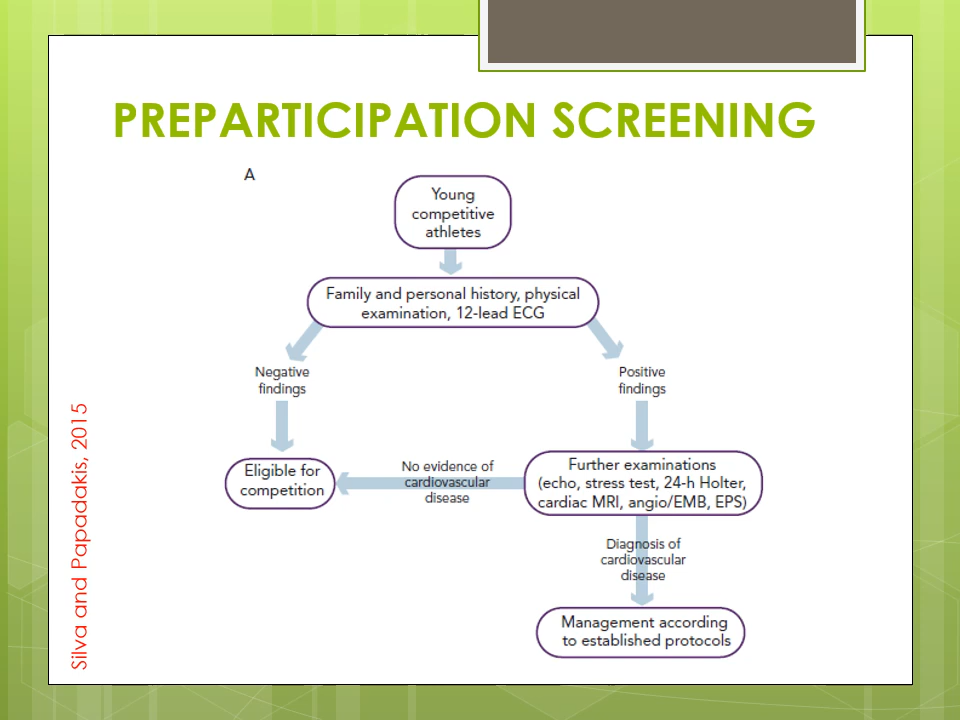 PREPARTICIPATION SCREENING
A
Young
competitive
athletes
Family and personal history, physical
examination, 12-lead ECG
Negative
findings
Positive
findings
Eligible for
competition
No evidence of
cardiovascular
disease
Further examinations
(echo, stress test, 24-h Holter,
cardiac MRI, angio/EMB, EPS)
Diagnosis of
cardiovascular
disease
Management according
to established protocols
Silva and Papadakis, 2015